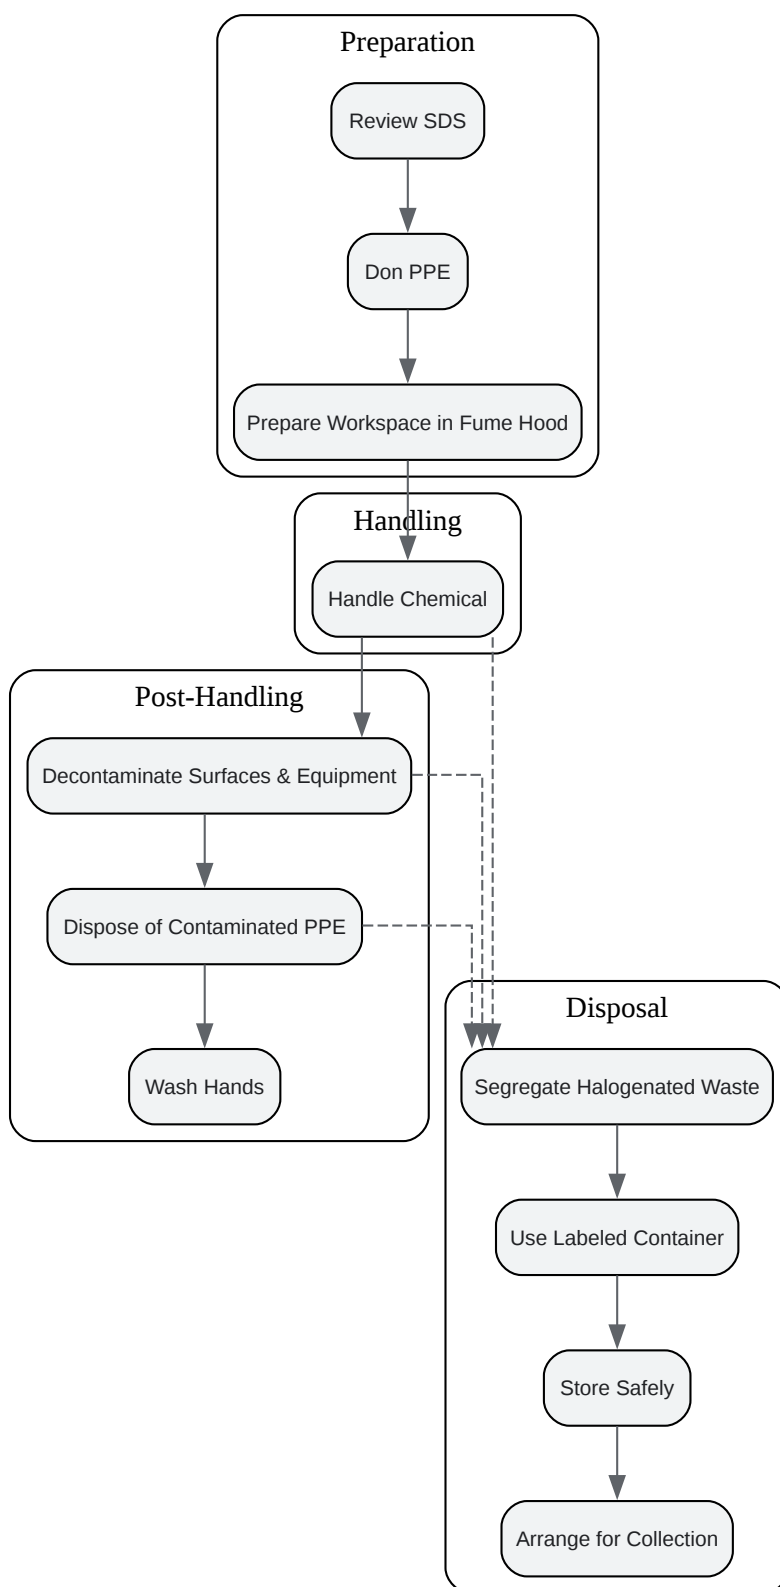 Preparation
Review SDS
Don PPE
Prepare Workspace in Fume Hood
Handling
Handle Chemical
Post-Handling
Decontaminate Surfaces & Equipment
Dispose of Contaminated PPE
Wash Hands
Disposal
Segregate Halogenated Waste
Use Labeled Container
Store Safely
Arrange for Collection